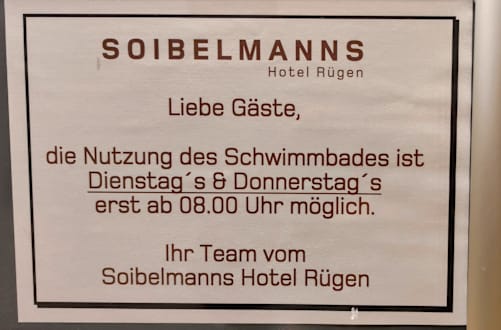 SOIBELMANNS
Hotel Rügen
Liebe Gäste,
die Nutzung des Schwimmbades ist
Dienstag´s & Donnerstag´s
erst ab 08.00 Uhr möglich.
Ihr Team vom
Soibelmanns Hotel Rügen